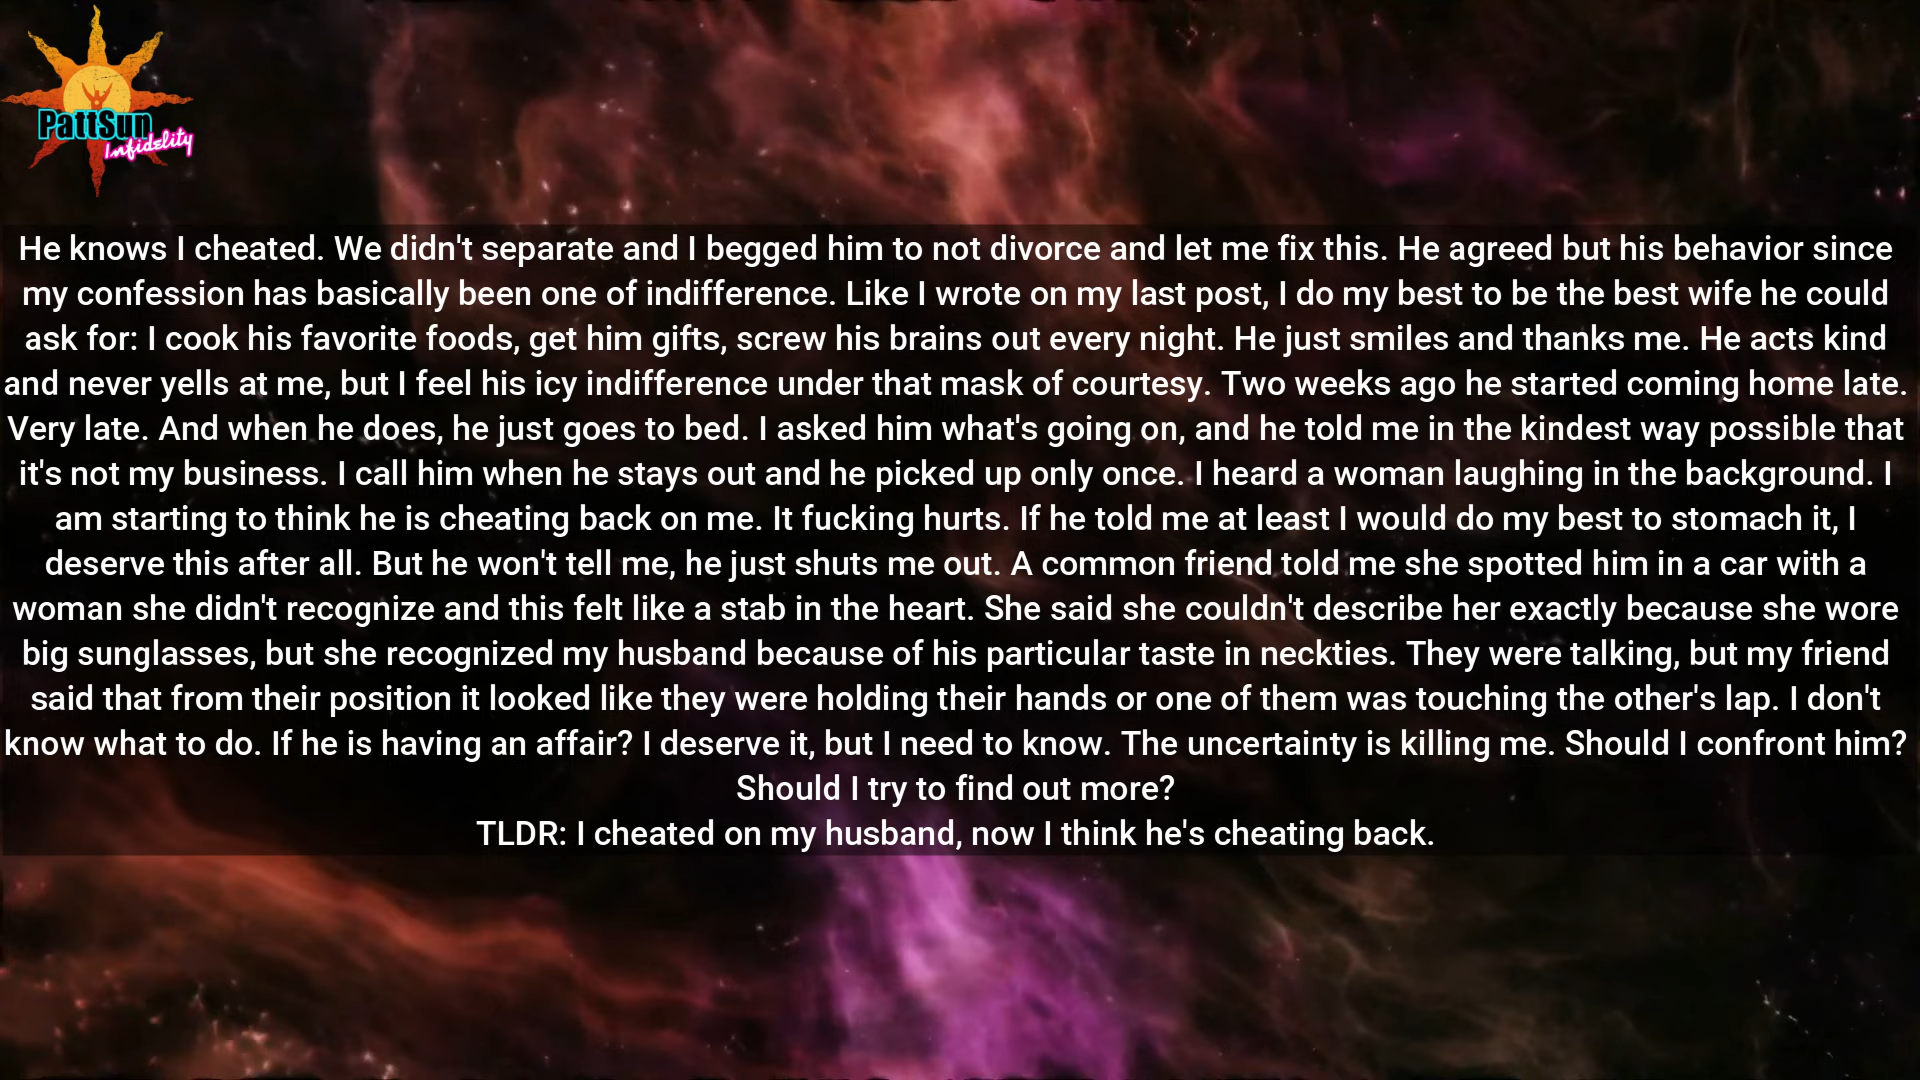 PattSun
Infidelity
He knows I cheated. We didn't separate and I begged him to not divorce and let me fix this. He agreed but his behavior since
my confession has basically been one of indifference. Like I wrote on my last post, I do my best to be the best wife he could
ask for: I cook his favorite foods, get him gifts, screw his brains out every night. He just smiles and thanks me. He acts kind
and never yells at me, but I feel his icy indifference under that mask of courtesy. Two weeks ago he started coming home late.
Very late. And when he does, he just goes to bed. I asked him what's going on, and he told me in the kindest way possible that
it's not my business. I call him when he stays out and he picked up only once. I heard a woman laughing in the background. I
am starting to think he is cheating back on me. It fucking hurts. If he told me at least I would do my best to stomach it, I
deserve this after all. But he won't tell me, he just shuts me out. A common friend told me she spotted him in a car with a
woman she didn't recognize and this felt like a stab in the heart. She said she couldn't describe her exactly because she wore
big sunglasses, but she recognized my husband because of his particular taste in neckties. They were talking, but my friend
said that from their position it looked like they were holding their hands or one of them was touching the other's lap. I don't
know what to do. If he is having an affair? I deserve it, but I need to know. The uncertainty is killing me. Should I confront him?
Should I try to find out more?
TLDR: I cheated on my husband, now I think he's cheating back.